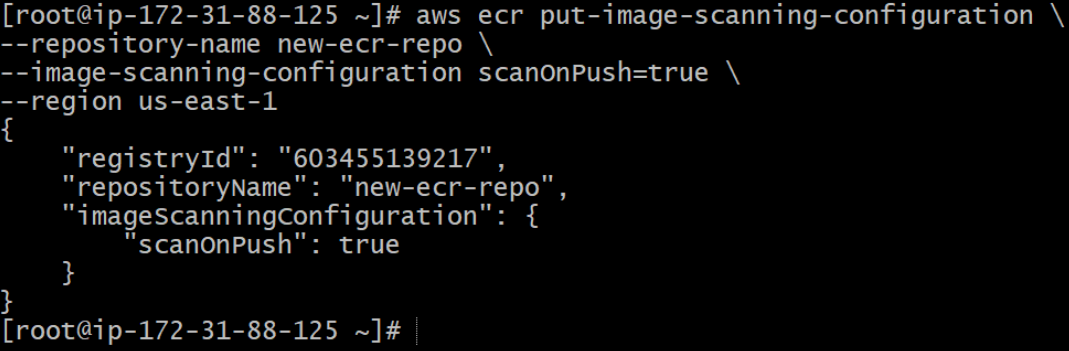 [root@ip-172-31-88-125 ~]# aws ecr put-image-scanning-configuration \
--repository-name new-ecr-repo \
--image-scanning-configuration scanOnPush=true \
--region us-east-1
{
    "registryId": "603455139217",
    "repositoryName": "new-ecr-repo",
    "imageScanningConfiguration": {
        "scanOnPush": true
    }
}
[root@ip-172-31-88-125 ~]#